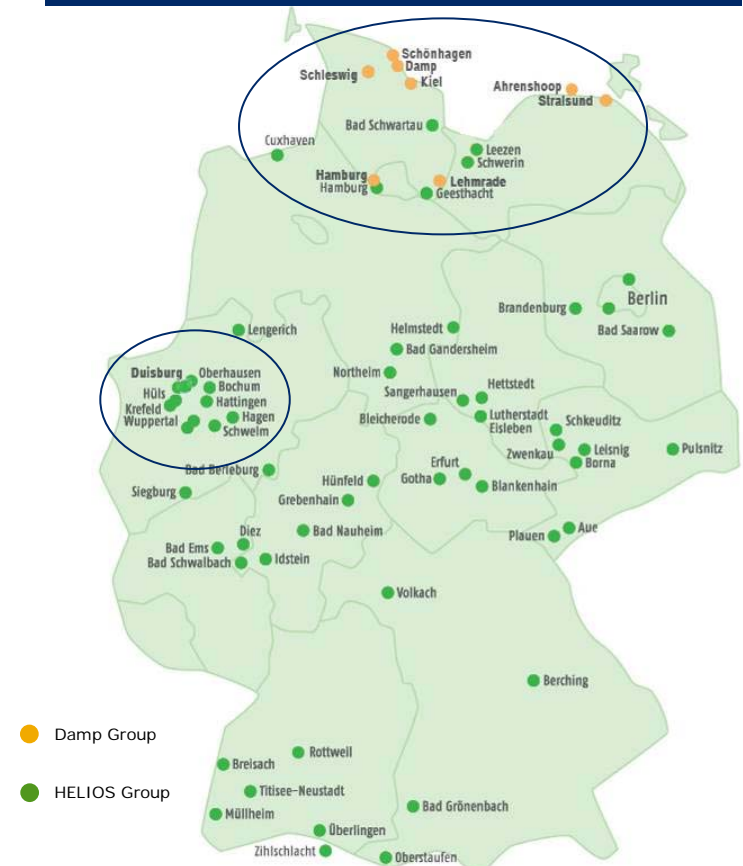 Schönhagen
Damp
Schleswig
Kiel
Ahrenshoop
Stralsund
Bad Schwartau
Cuxhaven
Leezen
Schwerin
Hamburg
Hamburg
Lehmrade
Geesthacht
Berlin
Brandenburg
Bad Saarow
Lengerich
Helmstedt
Bad Gandersheim
Northeim
Duisburg
Oberhausen
Bochum
Hüls
Hattingen
Krefeld
Wuppertal
Hagen
Schwelm
Sangerhausen
Hettstedt
Bleicherode
Lutherstadt
Eisleben
Schkeuditz
Zwenkau
Leisnig
Borna
Pulsnitz
Bad Berleburg
Siegburg
Hünfeld
Grebenhain
Erfurt
Gotha
Blankenhain
Diez
Bad Nauheim
Bad Ems
Bad Schwalbach
Idstein
Plauen
Aue
Volkach
Berching
Damp Group
HELIOS Group
Rottweil
Breisach
Titisee-Neustadt
Müllheim
Bad Grönenbach
Überlingen
Zihlschlacht
Oberstaufen